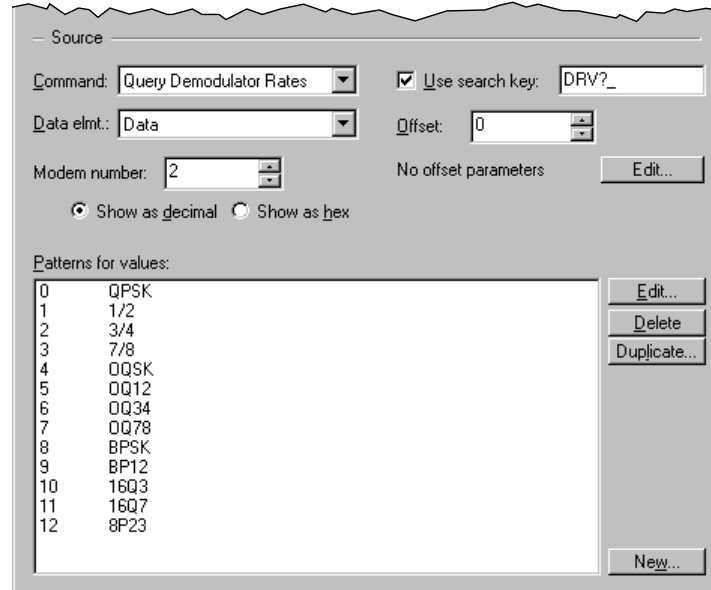 Source
Command: Query Demodulator Rates
Use search key: DRV?_
Data elmt.: Data
Offset: 0
Modem number: 2
No offset parameters Edit...
Show as decimal Show as hex
Patterns for values:
0 QPSK
1 1/2
2 3/4
3 7/8
4 OQSK
5 OQ12
6 OQ34
7 OQ78
8 BPSK
9 BP12
10 16Q3
11 16Q7
12 8P23
Edit...
Delete
Duplicate...
New...